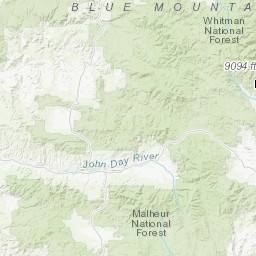 BLUE MOUNTA
Whitman
National
Forest
9094 ft
John Day River
Malheur
National
Forest